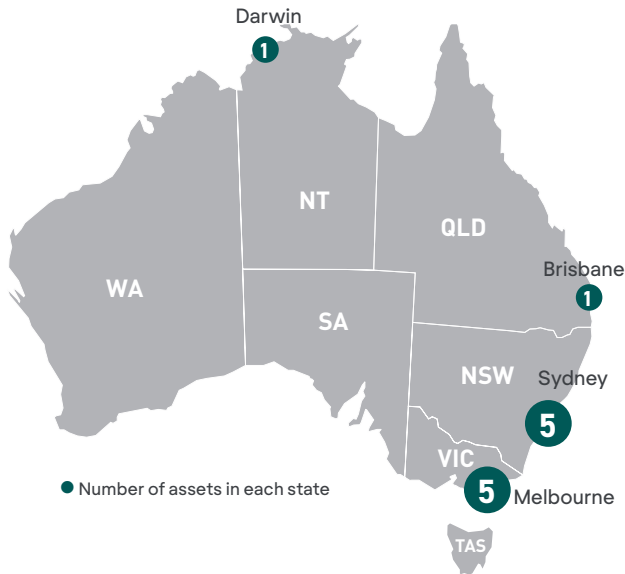 Darwin
1
NT
QLD
Brisbane
1
WA
SA
NSW
Sydney
5
VIC
5
Melbourne
Number of assets in each state
TAS